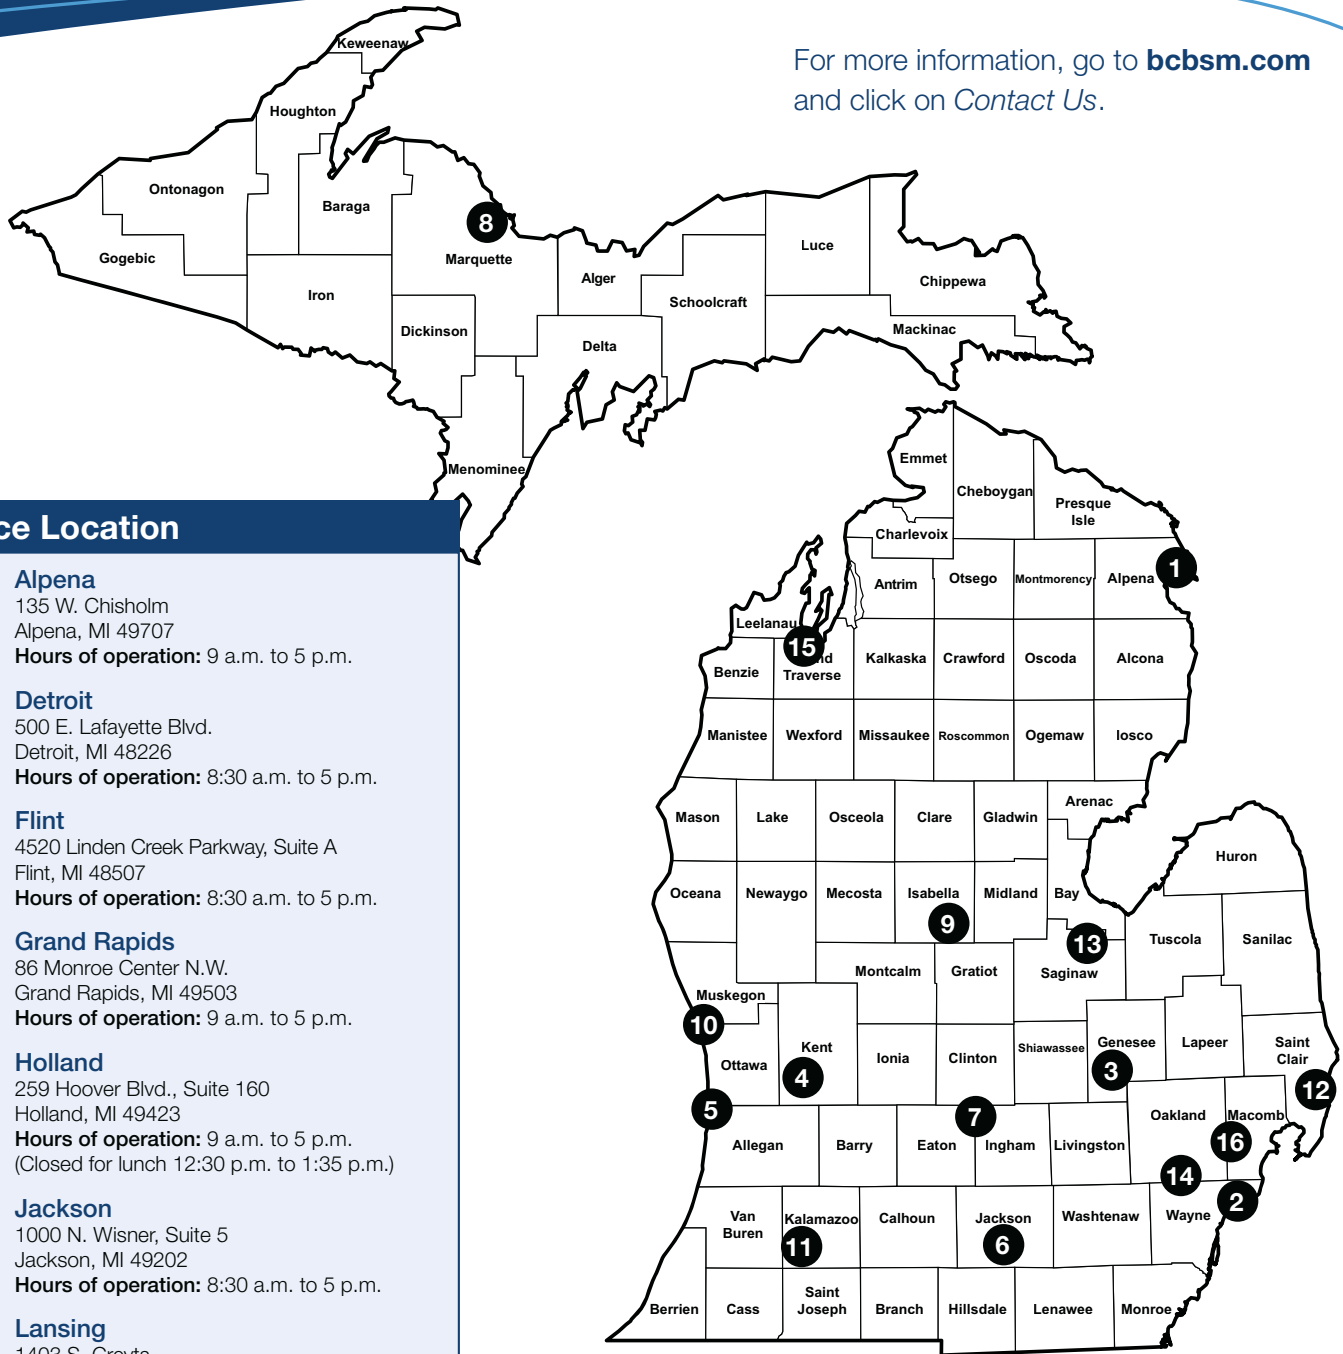 For more information, go to bcbsm.com
and click on Contact Us.
Keweenaw
Houghton
Ontonagon
Baraga
8
Gogebic
Marquette
Luce
Alger
Chippewa
Iron
Schoolcraft
Dickinson
Mackinac
Delta
Menominee
Emmet
Cheboygan
Presque
Isle
Charlevoix
1
Antrim
Otsego
Montmorency
Alpena
Leelanau
15
nd
Traverse
Benzie
Kalkaska
Crawford
Oscoda
Alcona
Manistee
Wexford
Missaukee
Roscommon
Ogemaw
Iosco
Arenac
Mason
Lake
Osceola
Clare
Gladwin
Huron
Oceana
Newaygo
Mecosta
Isabella
Midland
Bay
9
13
Tuscola
Sanilac
Montcalm
Gratiot
Saginaw
Muskegon
10
Ottawa
Kent
4
Ionia
Clinton
Shiawassee
Genesee
3
Lapeer
Saint
Clair
12
5
7
Allegan
Barry
Eaton
Ingham
Livingston
Oakland
Macomb
16
14
2
Van
Buren
Kalamazoo
11
Calhoun
Jackson
6
Washtenaw
Wayne
Berrien
Cass
Saint
Joseph
Branch
Hillsdale
Lenawee
Monroe
ce Location
Alpena
135 W. Chisholm
Alpena, MI 49707
Hours of operation: 9 a.m. to 5 p.m.
Detroit
500 E. Lafayette Blvd.
Detroit, MI 48226
Hours of operation: 8:30 a.m. to 5 p.m.
Flint
4520 Linden Creek Parkway, Suite A
Flint, MI 48507
Hours of operation: 8:30 a.m. to 5 p.m.
Grand Rapids
86 Monroe Center N.W.
Grand Rapids, MI 49503
Hours of operation: 9 a.m. to 5 p.m.
Holland
259 Hoover Blvd., Suite 160
Holland, MI 49423
Hours of operation: 9 a.m. to 5 p.m.
(Closed for lunch 12:30 p.m. to 1:35 p.m.)
Jackson
1000 N. Wisner, Suite 5
Jackson, MI 49202
Hours of operation: 8:30 a.m. to 5 p.m.
Lansing
1403 S. Creyts